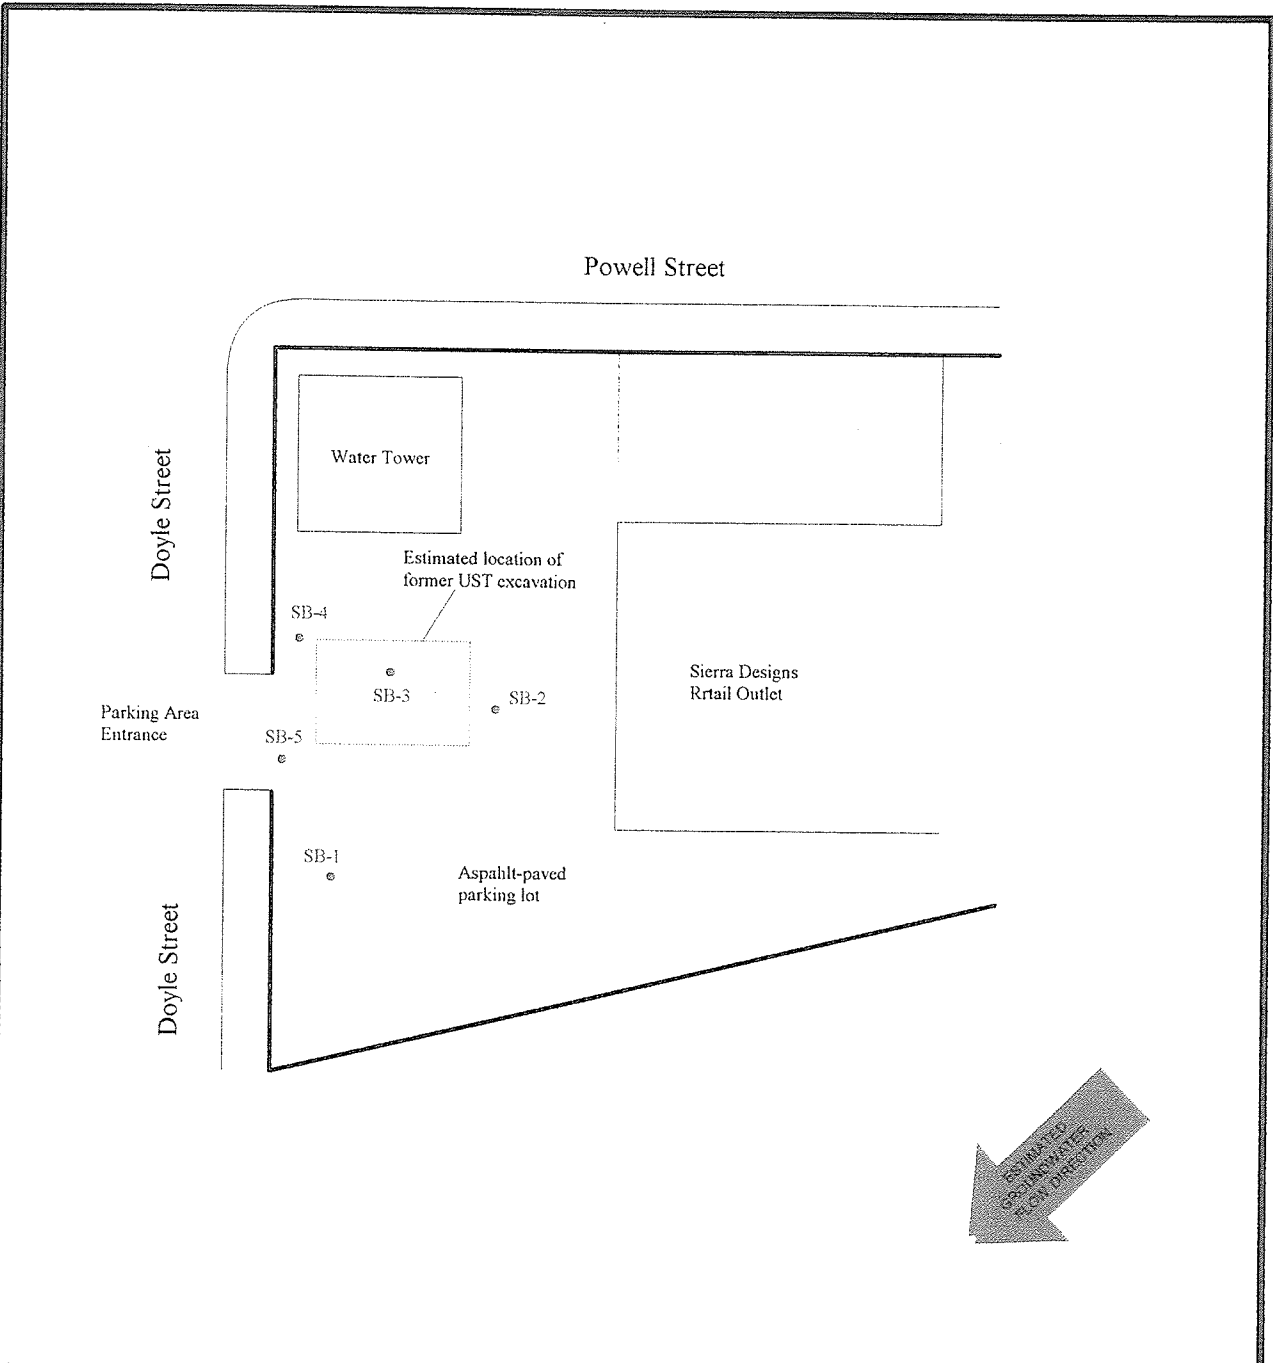 Powell Street
Water Tower
Doyle Street
Estimated location of
former UST excavation
SB-4
SB-3
SB-2
Sierra Designs
Rrtail Outlet
Parking Area
Entrance
SB-5
SB-1
Aspahlt-paved
parking lot
Doyle Street
ESTIMATED
GROUNDWATER
FLOW DIRECTION